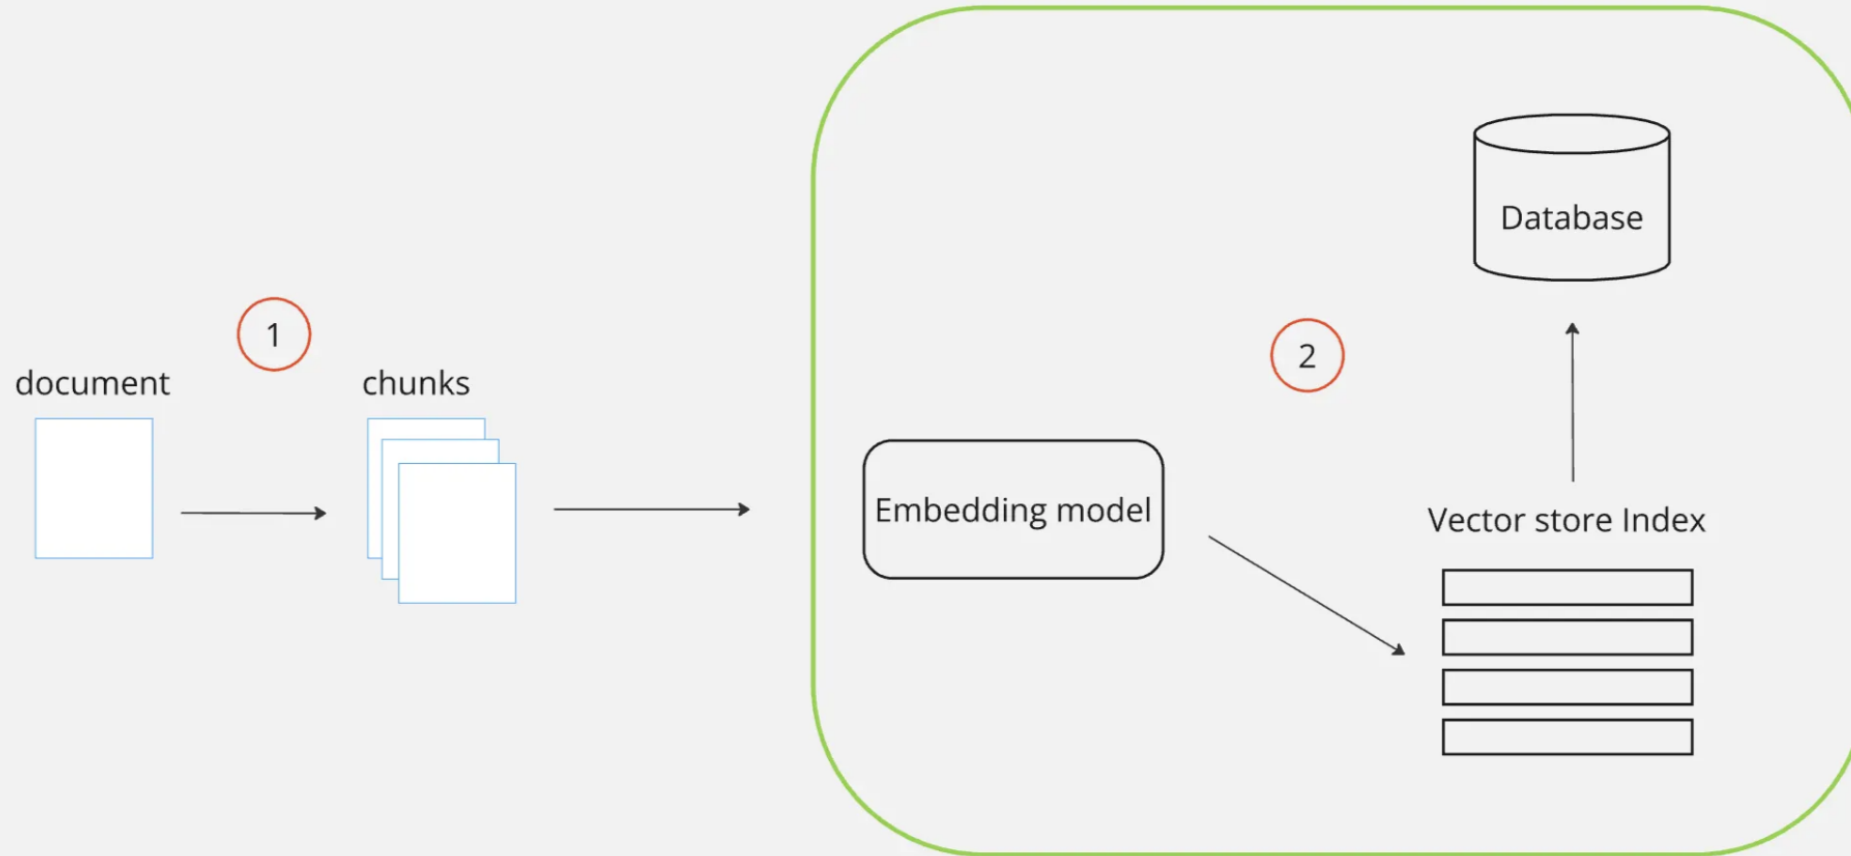 1
document
chunks
Embedding model
2
Database
Vector store Index